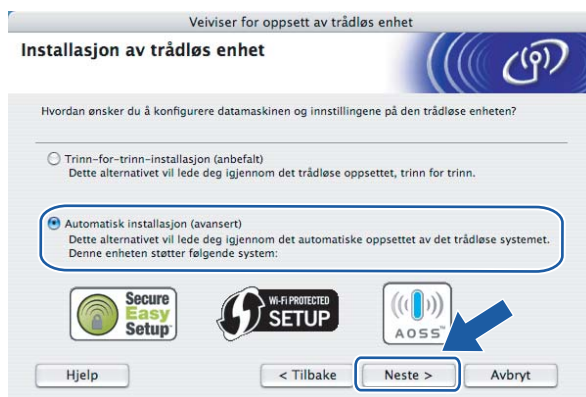 Veiviser for oppsett av trådløs enhet
Installasjon av trådløs enhet
Hvordan ønsker du å konfigurere datamaskinen og innstillingene på den trådløse enheten?
Trinn-for-trinn-installasjon (anbefalt)
Dette alternativet vil lede deg igjennom det trådløse oppsettet, trinn for trinn.
Automatisk installasjon (avansert)
Dette alternativet vil lede deg igjennom det automatiske oppsettet av det trådløse systemet.
Denne enheten støtter følgende system:
Secure
Easy
Setup™
WI-FI PROTECTED
SETUP
AOSS™
Hjelp
< Tilbake
Neste >
Avbryt